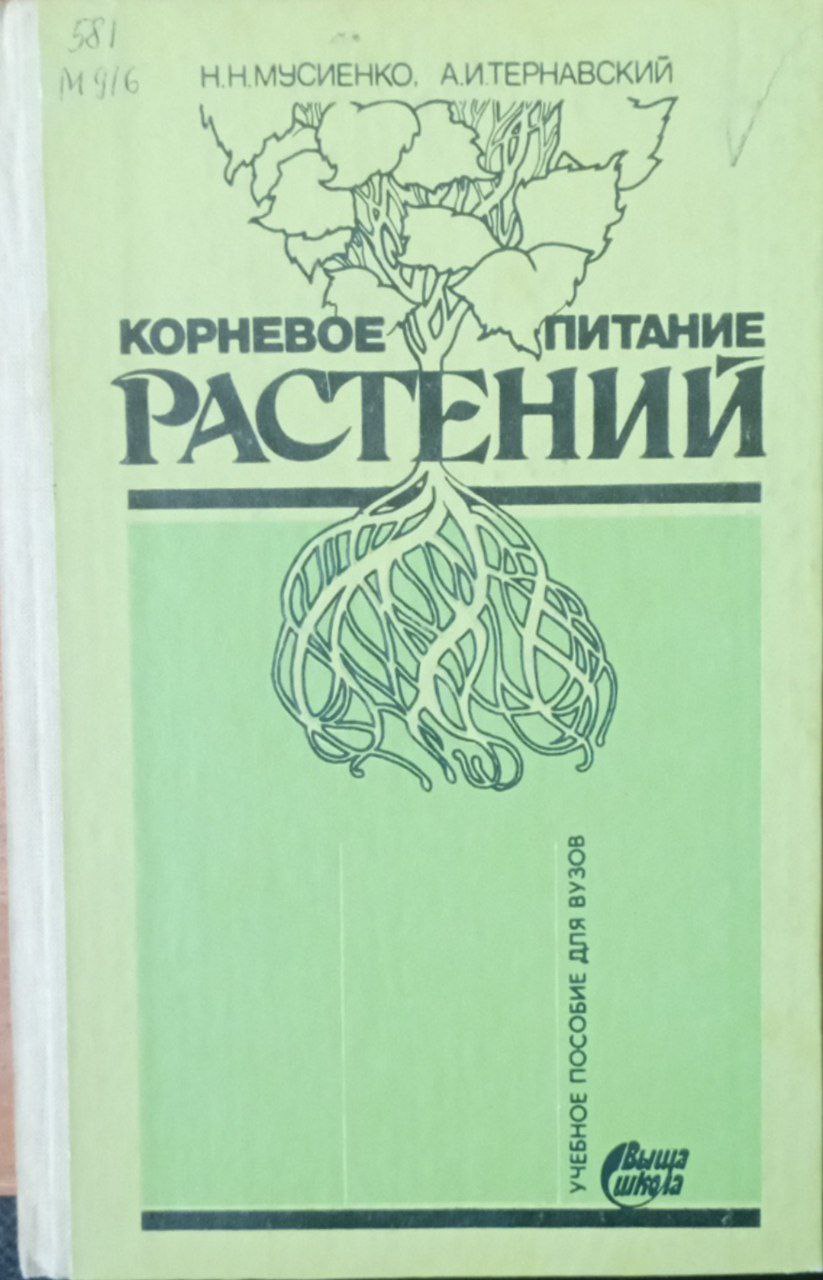 581
М 916
Н.Н.МУСИЕНКО, А.И.ТЕРНАВСКИЙ
КОРНЕВОЕ ПИТАНИЕ
РАСТЕНИЙ
УЧЕБНОЕ ПОСОБИЕ ДЛЯ ВУЗОВ
Выща
школа